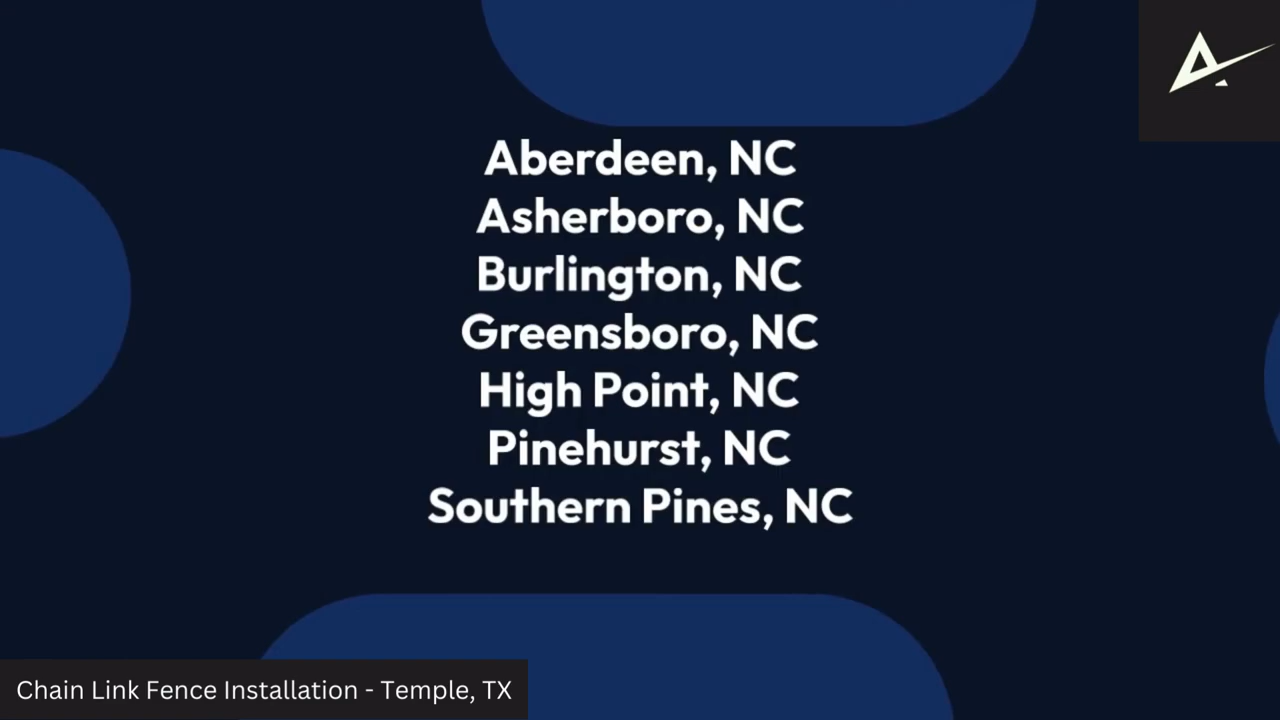 Aberdeen, NC
Asherboro, NC
Burlington, NC
Greensboro, NC
High Point, NC
Pinehurst, NC
Southern Pines, NC
Chain Link Fence Installation - Temple, TX